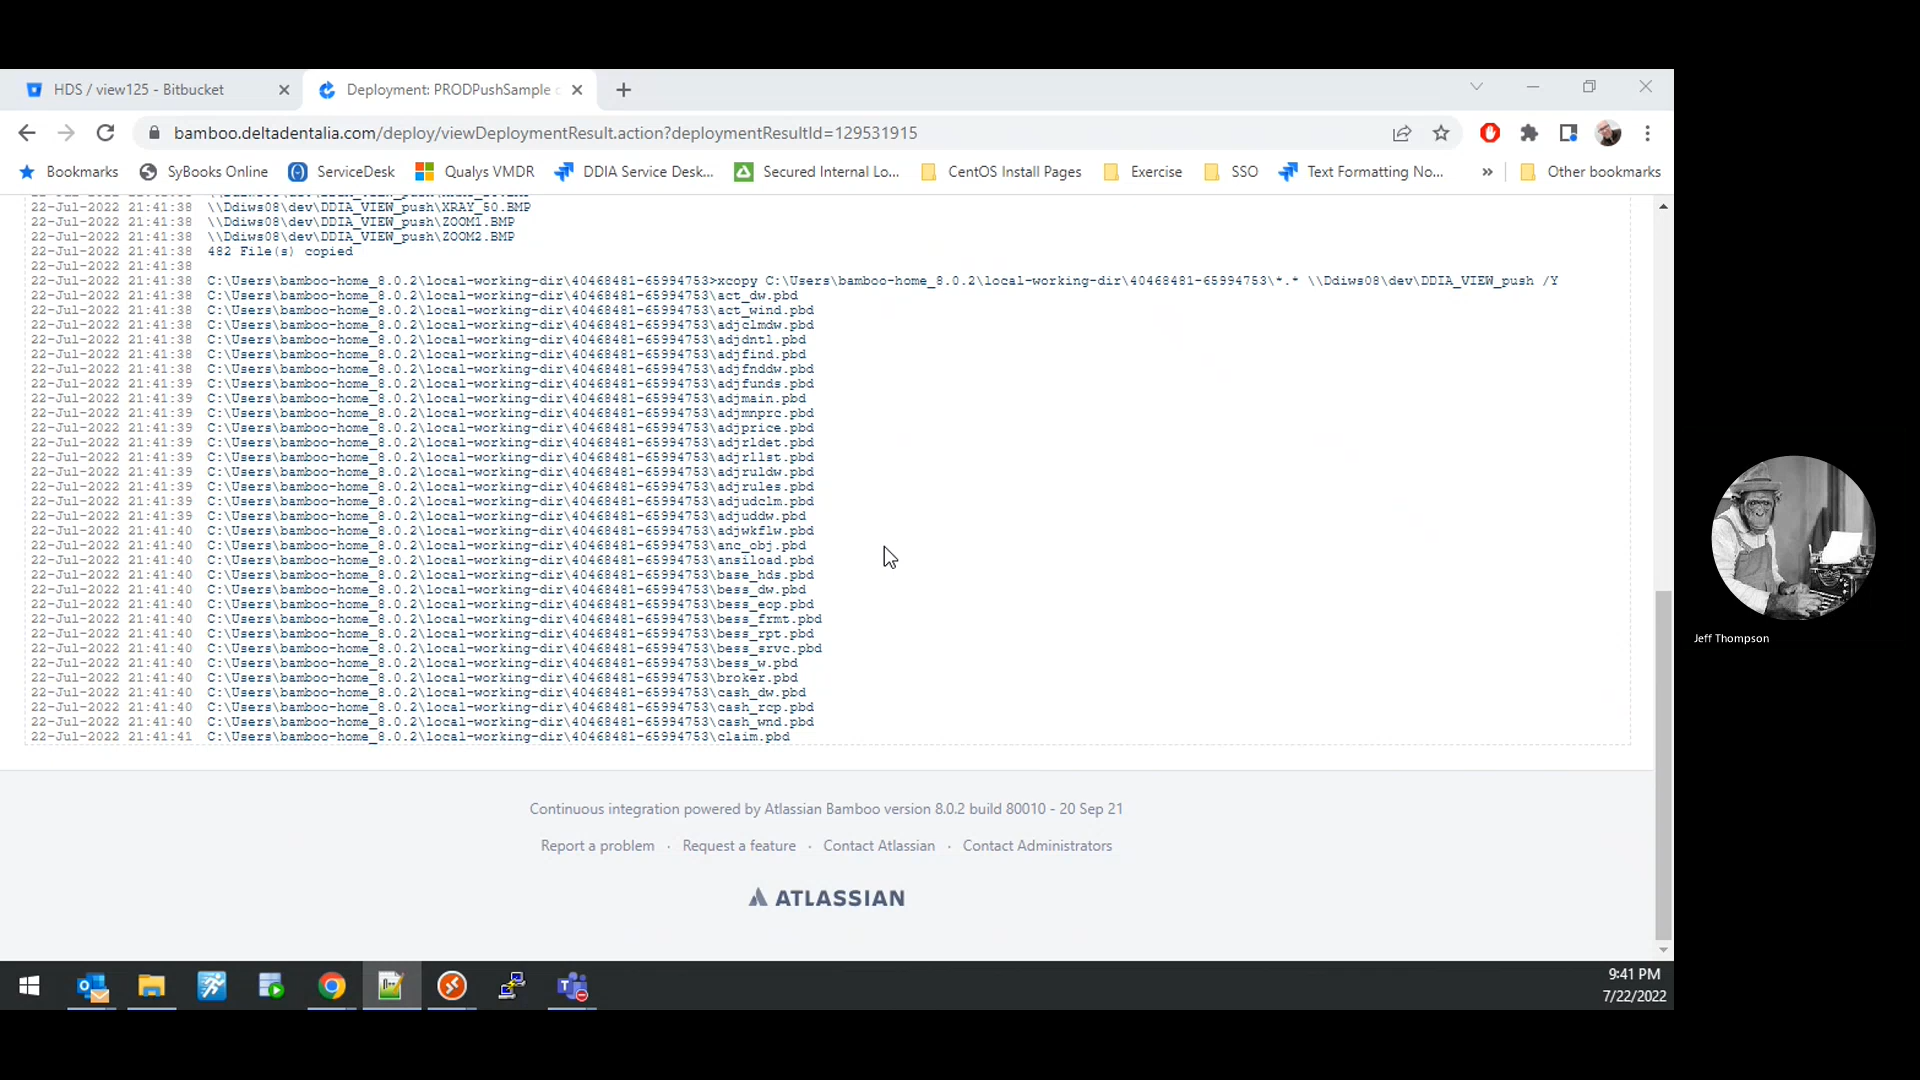 HDS / view125 - Bitbucket
Deployment: PRODPushSample
bamboo.deltadentalia.com/deploy/viewDeploymentResult.action?deploymentResultId=129531915
Bookmarks SyBooks Online ServiceDesk Qualys VMDR DDIA Service Desk... Secured Internal Lo... CentOS Install Pages Exercise SSO Text Formatting No... » Other bookmarks
22-Jul-2022 21:41:38 \\Ddiws08\dev\DDIA_VIEW_push\XRAY_50.BMP
22-Jul-2022 21:41:38 \\Ddiws08\dev\DDIA_VIEW_push\ZOOM1.BMP
22-Jul-2022 21:41:38 \\Ddiws08\dev\DDIA_VIEW_push\ZOOM2.BMP
22-Jul-2022 21:41:38 482 File(s) copied
22-Jul-2022 21:41:38
22-Jul-2022 21:41:38 C:\Users\bamboo-home_8.0.2\local-working-dir\40468481-65994753>xcopy C:\Users\bamboo-home_8.0.2\local-working-dir\40468481-65994753\*.* \\Ddiws08\dev\DDIA_VIEW_push /Y
22-Jul-2022 21:41:38 C:\Users\bamboo-home_8.0.2\local-working-dir\40468481-65994753\act_dw.pbd
22-Jul-2022 21:41:38 C:\Users\bamboo-home_8.0.2\local-working-dir\40468481-65994753\act_wind.pbd
22-Jul-2022 21:41:38 C:\Users\bamboo-home_8.0.2\local-working-dir\40468481-65994753\adjclmdw.pbd
22-Jul-2022 21:41:38 C:\Users\bamboo-home_8.0.2\local-working-dir\40468481-65994753\adjdntl.pbd
22-Jul-2022 21:41:38 C:\Users\bamboo-home_8.0.2\local-working-dir\40468481-65994753\adjfind.pbd
22-Jul-2022 21:41:38 C:\Users\bamboo-home_8.0.2\local-working-dir\40468481-65994753\adjfnddw.pbd
22-Jul-2022 21:41:39 C:\Users\bamboo-home_8.0.2\local-working-dir\40468481-65994753\adjfunds.pbd
22-Jul-2022 21:41:39 C:\Users\bamboo-home_8.0.2\local-working-dir\40468481-65994753\adjmain.pbd
22-Jul-2022 21:41:39 C:\Users\bamboo-home_8.0.2\local-working-dir\40468481-65994753\adjmnprc.pbd
22-Jul-2022 21:41:39 C:\Users\bamboo-home_8.0.2\local-working-dir\40468481-65994753\adjprice.pbd
22-Jul-2022 21:41:39 C:\Users\bamboo-home_8.0.2\local-working-dir\40468481-65994753\adjrldet.pbd
22-Jul-2022 21:41:39 C:\Users\bamboo-home_8.0.2\local-working-dir\40468481-65994753\adjrllst.pbd
22-Jul-2022 21:41:39 C:\Users\bamboo-home_8.0.2\local-working-dir\40468481-65994753\adjruldw.pbd
22-Jul-2022 21:41:39 C:\Users\bamboo-home_8.0.2\local-working-dir\40468481-65994753\adjrules.pbd
22-Jul-2022 21:41:39 C:\Users\bamboo-home_8.0.2\local-working-dir\40468481-65994753\adjudclm.pbd
22-Jul-2022 21:41:39 C:\Users\bamboo-home_8.0.2\local-working-dir\40468481-65994753\adjuddw.pbd
22-Jul-2022 21:41:40 C:\Users\bamboo-home_8.0.2\local-working-dir\40468481-65994753\adjwkflw.pbd
22-Jul-2022 21:41:40 C:\Users\bamboo-home_8.0.2\local-working-dir\40468481-65994753\anc_obj.pbd
22-Jul-2022 21:41:40 C:\Users\bamboo-home_8.0.2\local-working-dir\40468481-65994753\ansiload.pbd
22-Jul-2022 21:41:40 C:\Users\bamboo-home_8.0.2\local-working-dir\40468481-65994753\base_hds.pbd
22-Jul-2022 21:41:40 C:\Users\bamboo-home_8.0.2\local-working-dir\40468481-65994753\bess_dw.pbd
22-Jul-2022 21:41:40 C:\Users\bamboo-home_8.0.2\local-working-dir\40468481-65994753\bess_eop.pbd
22-Jul-2022 21:41:40 C:\Users\bamboo-home_8.0.2\local-working-dir\40468481-65994753\bess_frmt.pbd
22-Jul-2022 21:41:40 C:\Users\bamboo-home_8.0.2\local-working-dir\40468481-65994753\bess_rpt.pbd
22-Jul-2022 21:41:40 C:\Users\bamboo-home_8.0.2\local-working-dir\40468481-65994753\bess_srvc.pbd
22-Jul-2022 21:41:40 C:\Users\bamboo-home_8.0.2\local-working-dir\40468481-65994753\bess_w.pbd
22-Jul-2022 21:41:40 C:\Users\bamboo-home_8.0.2\local-working-dir\40468481-65994753\broker.pbd
22-Jul-2022 21:41:40 C:\Users\bamboo-home_8.0.2\local-working-dir\40468481-65994753\cash_dw.pbd
22-Jul-2022 21:41:40 C:\Users\bamboo-home_8.0.2\local-working-dir\40468481-65994753\cash_rcp.pbd
22-Jul-2022 21:41:40 C:\Users\bamboo-home_8.0.2\local-working-dir\40468481-65994753\cash_wnd.pbd
22-Jul-2022 21:41:41 C:\Users\bamboo-home_8.0.2\local-working-dir\40468481-65994753\claim.pbd
Jeff Thompson
Continuous integration powered by Atlassian Bamboo version 8.0.2 build 80010 - 20 Sep 21
Report a problem · Request a feature · Contact Atlassian · Contact Administrators
ATLASSIAN
9:41 PM
7/22/2022